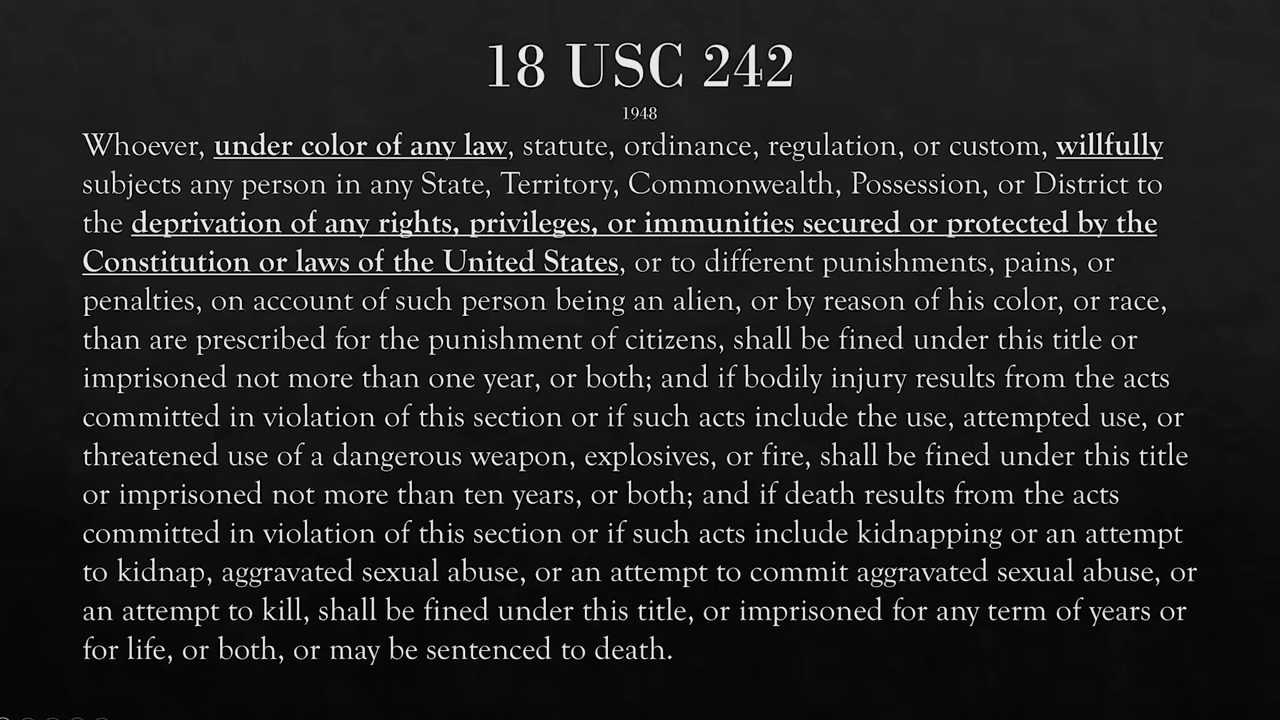 18 USC 242
1948
Whoever, under color of any law, statute, ordinance, regulation, or custom, willfully
subjects any person in any State, Territory, Commonwealth, Possession, or District to
the deprivation of any rights, privileges, or immunities secured or protected by the
Constitution or laws of the United States, or to different punishments, pains, or
penalties, on account of such person being an alien, or by reason of his color, or race,
than are prescribed for the punishment of citizens, shall be fined under this title or
imprisoned not more than one year, or both; and if bodily injury results from the acts
committed in violation of this section or if such acts include the use, attempted use, or
threatened use of a dangerous weapon, explosives, or fire, shall be fined under this title
or imprisoned not more than ten years, or both; and if death results from the acts
committed in violation of this section or if such acts include kidnapping or an attempt
to kidnap, aggravated sexual abuse, or an attempt to commit aggravated sexual abuse, or
an attempt to kill, shall be fined under this title, or imprisoned for any term of years or
for life, or both, or may be sentenced to death.